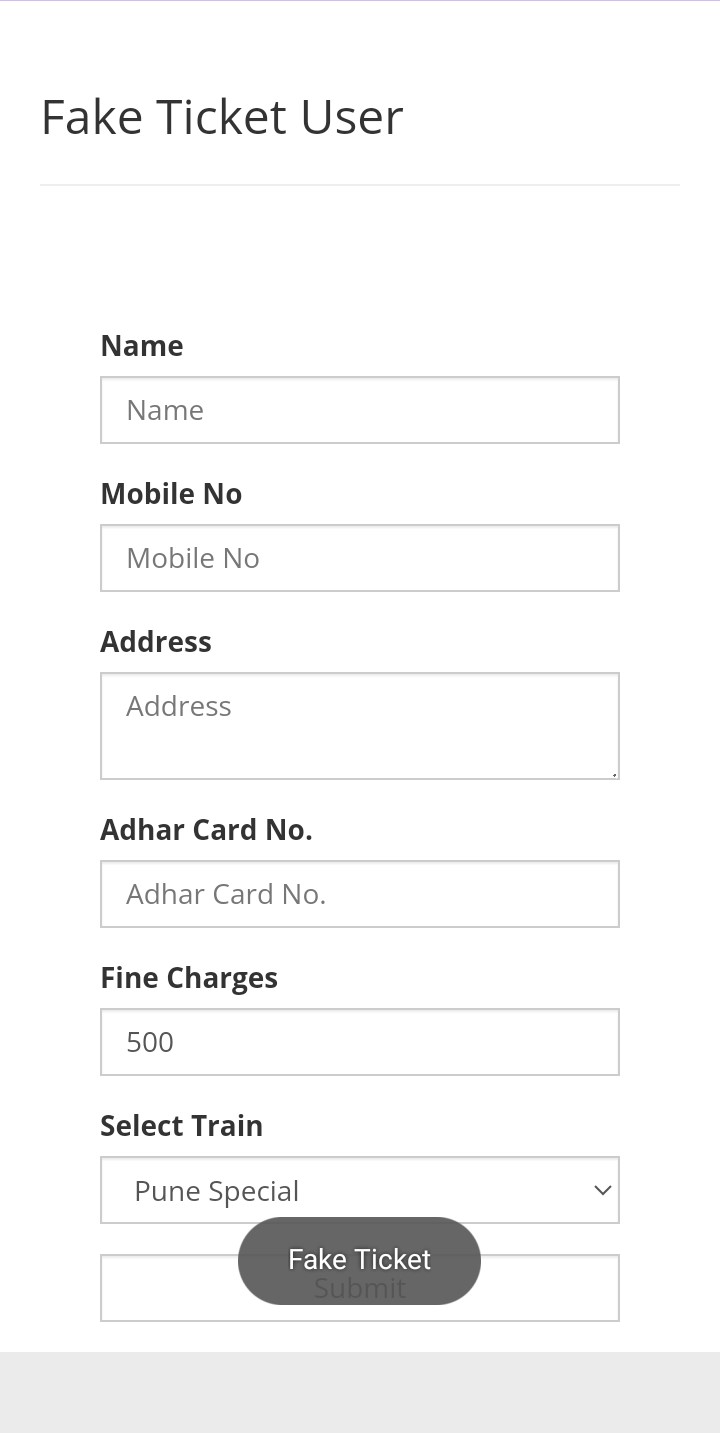 Fake Ticket User
Name
Name
Mobile No
Mobile No
Address
Address
Adhar Card No.
Adhar Card No.
Fine Charges
500
Select Train
Pune Special
Fake Ticket
Submit